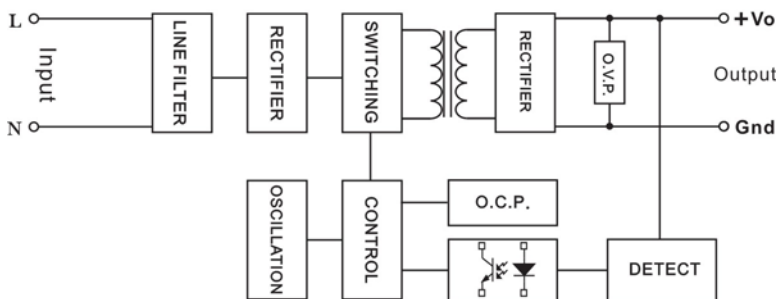 L
N
Input
LINE FILTER
RECTIFIER
SWITCHING
RECTIFIER
O.V.P.
+Vo
Output
Gnd
OSCILLATION
CONTROL
O.C.P.
DETECT